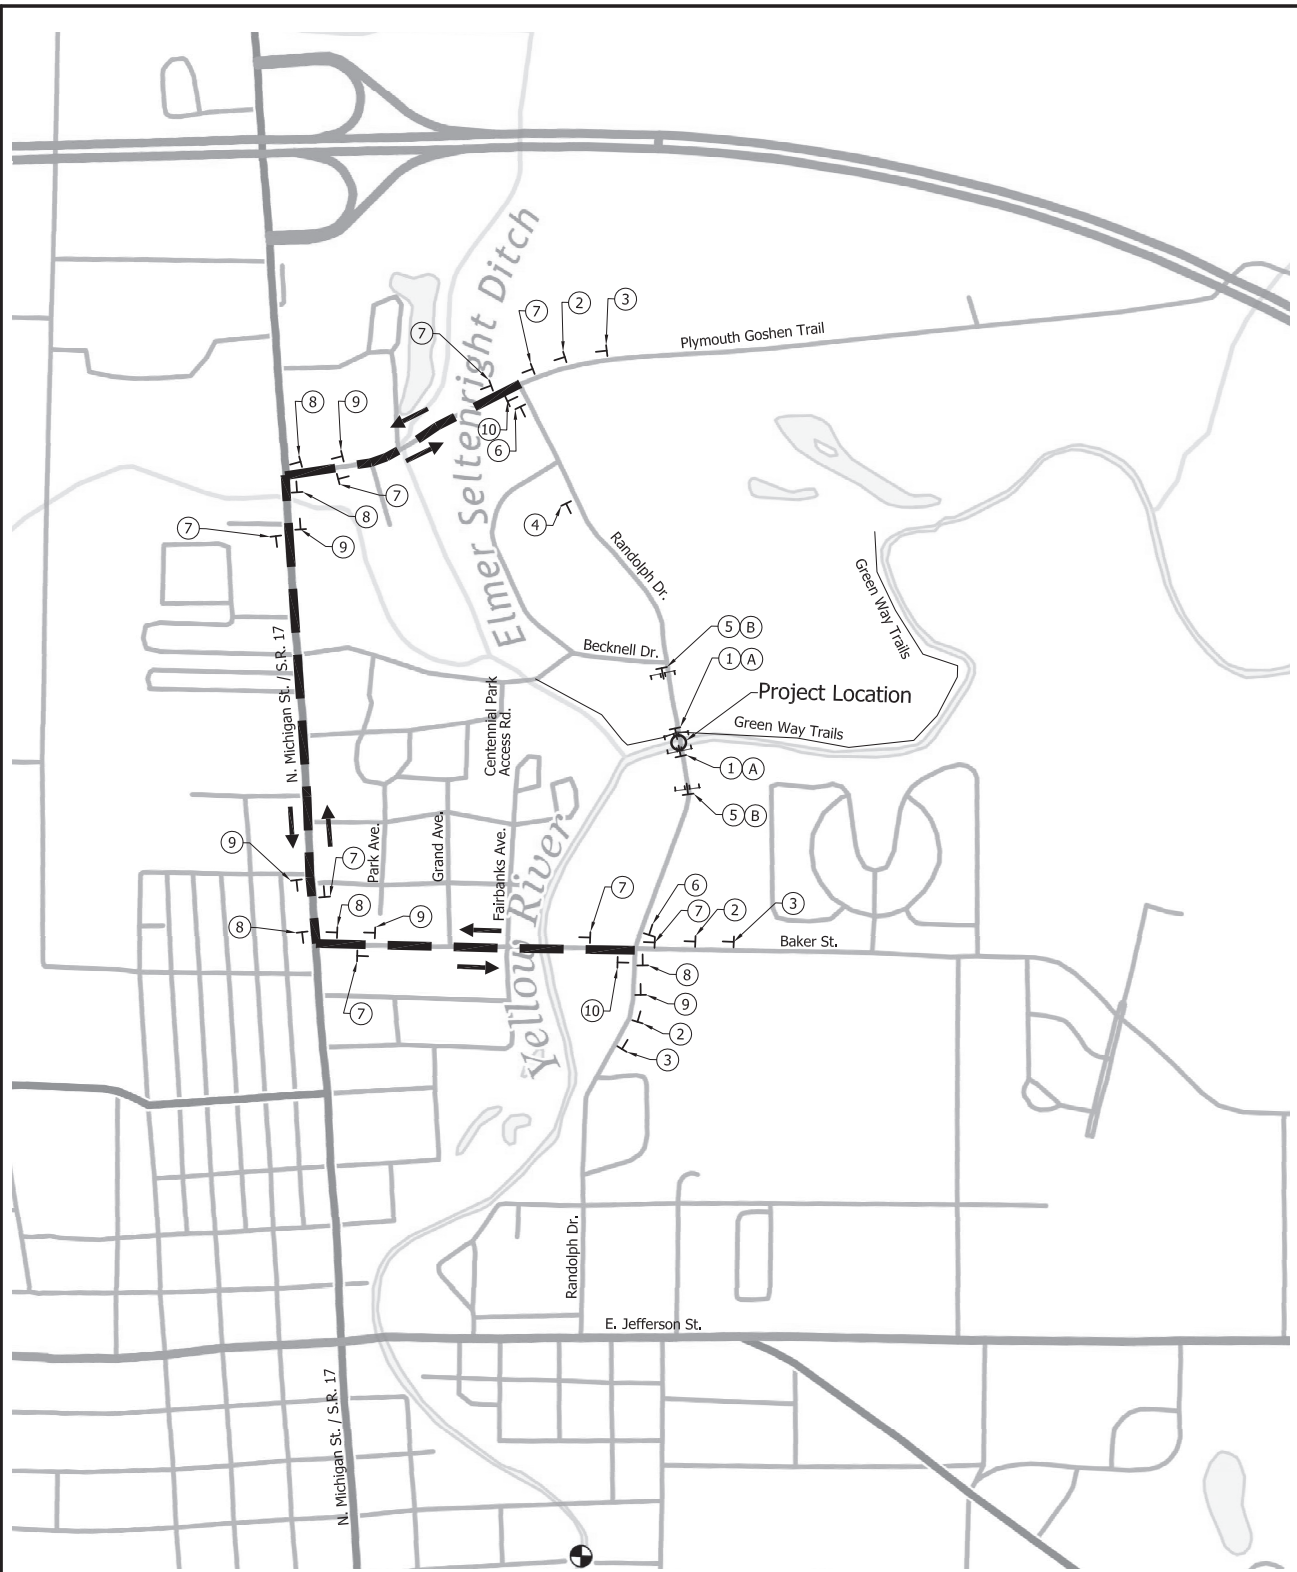 7
2
3
7
Plymouth Goshen Trail
8
9
10
6
Elmer Seltenright Ditch
7
8
4
7
9
Randolph Dr.
Green Way Trails
5 B
N. Michigan St. / S.R. 17
Becknell Dr.
1 A
Project Location
Centennial Park
Access Rd.
Green Way Trails
1 A
5 B
9
7
Park Ave.
Grand Ave.
Fairbanks Ave.
Yellow River
7
6
7
2
3
8
8
9
Baker St.
7
10
8
9
2
3
Randolph Dr.
E. Jefferson St.
N. Michigan St. / S.R. 17